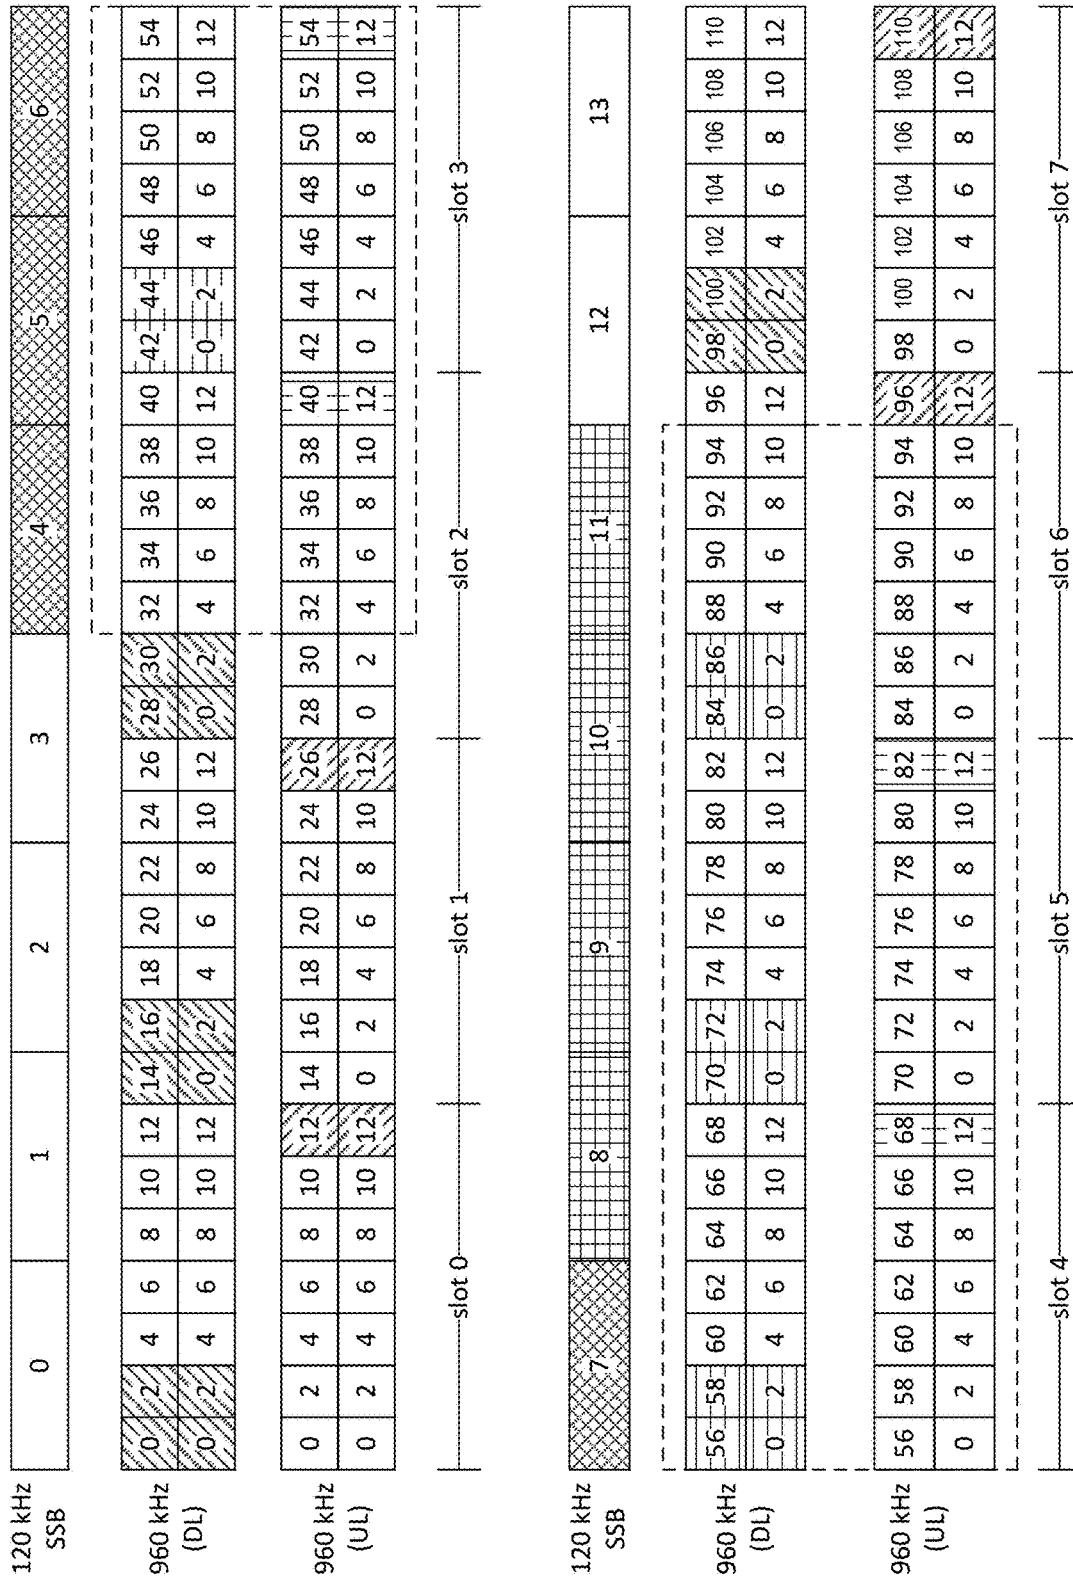 120 kHz SSB
0 1 2 3 4 5 6
960 kHz (DL)
0 2 4 6 8 10 12 14 16 18 20 22 24 26 28 30 32 34 36 38 40 42 44 46 48 50 52 54
0 2 4 6 8 10 12 0 2 4 6 8 10 12 0 2 4 6 8 10 12 0 2 4 6 8 10 12
960 kHz (UL)
0 2 4 6 8 10 12 14 16 18 20 22 24 26 28 30 32 34 36 38 40 42 44 46 48 50 52 54
0 2 4 6 8 10 12 0 2 4 6 8 10 12 0 2 4 6 8 10 12 0 2 4 6 8 10 12
slot 0 slot 1 slot 2 slot 3
120 kHz SSB
7 8 9 10 11 12 13
960 kHz (DL)
56 58 60 62 64 66 68 70 72 74 76 78 80 82 84 86 88 90 92 94 96 98 100 102 104 106 108 110
0 2 4 6 8 10 12 0 2 4 6 8 10 12 0 2 4 6 8 10 12 0 2 4 6 8 10 12
960 kHz (UL)
56 58 60 62 64 66 68 70 72 74 76 78 80 82 84 86 88 90 92 94 96 98 100 102 104 106 108 110
0 2 4 6 8 10 12 0 2 4 6 8 10 12 0 2 4 6 8 10 12 0 2 4 6 8 10 12
slot 4 slot 5 slot 6 slot 7